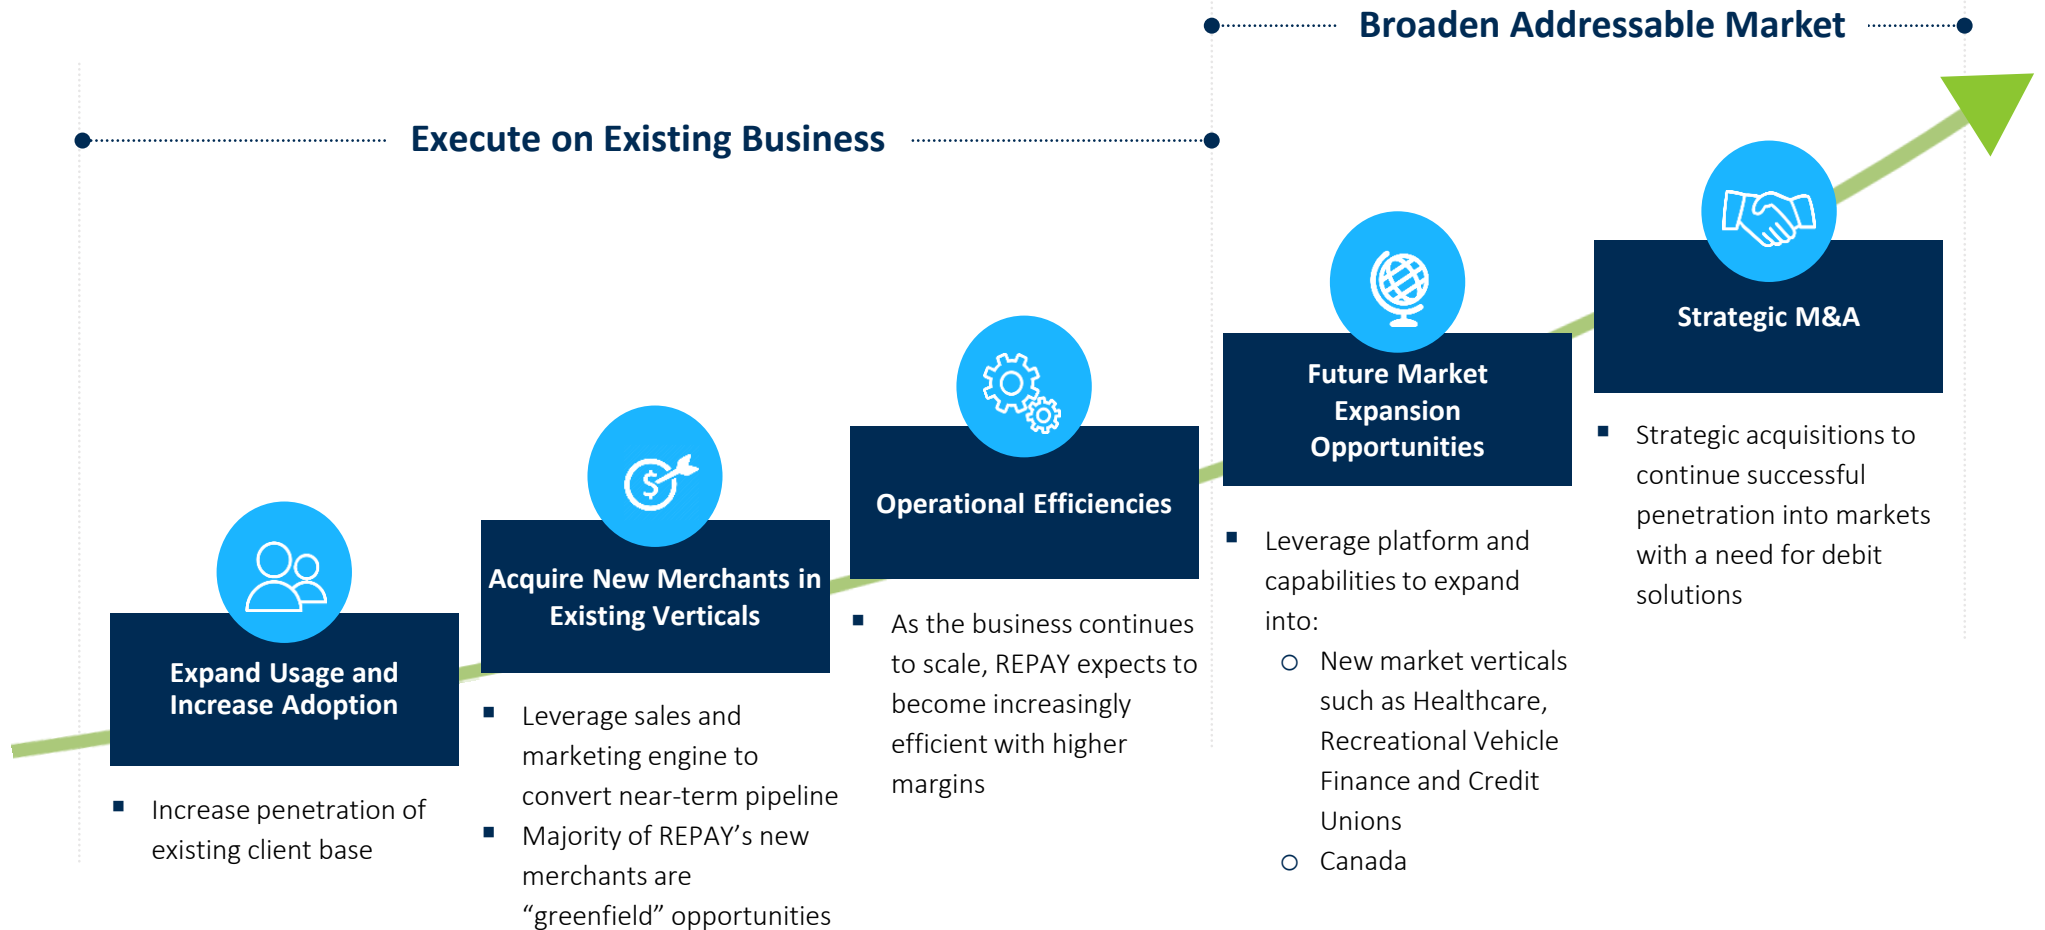 Broaden Addressable Market
Execute on Existing Business
Expand Usage and
Increase Adoption
▪ Increase penetration of
existing client base
$
Acquire New Merchants in
Existing Verticals
▪ Leverage sales and
marketing engine to
convert near-term pipeline
▪ Majority of REPAY’s new
merchants are
“greenfield” opportunities
Operational Efficiencies
▪ As the business continues
to scale, REPAY expects to
become increasingly
efficient with higher
margins
Future Market
Expansion
Opportunities
▪ Leverage platform and
capabilities to expand
into:
o New market verticals
such as Healthcare,
Recreational Vehicle
Finance and Credit
Unions
o Canada
Strategic M&A
▪ Strategic acquisitions to
continue successful
penetration into markets
with a need for debit
solutions